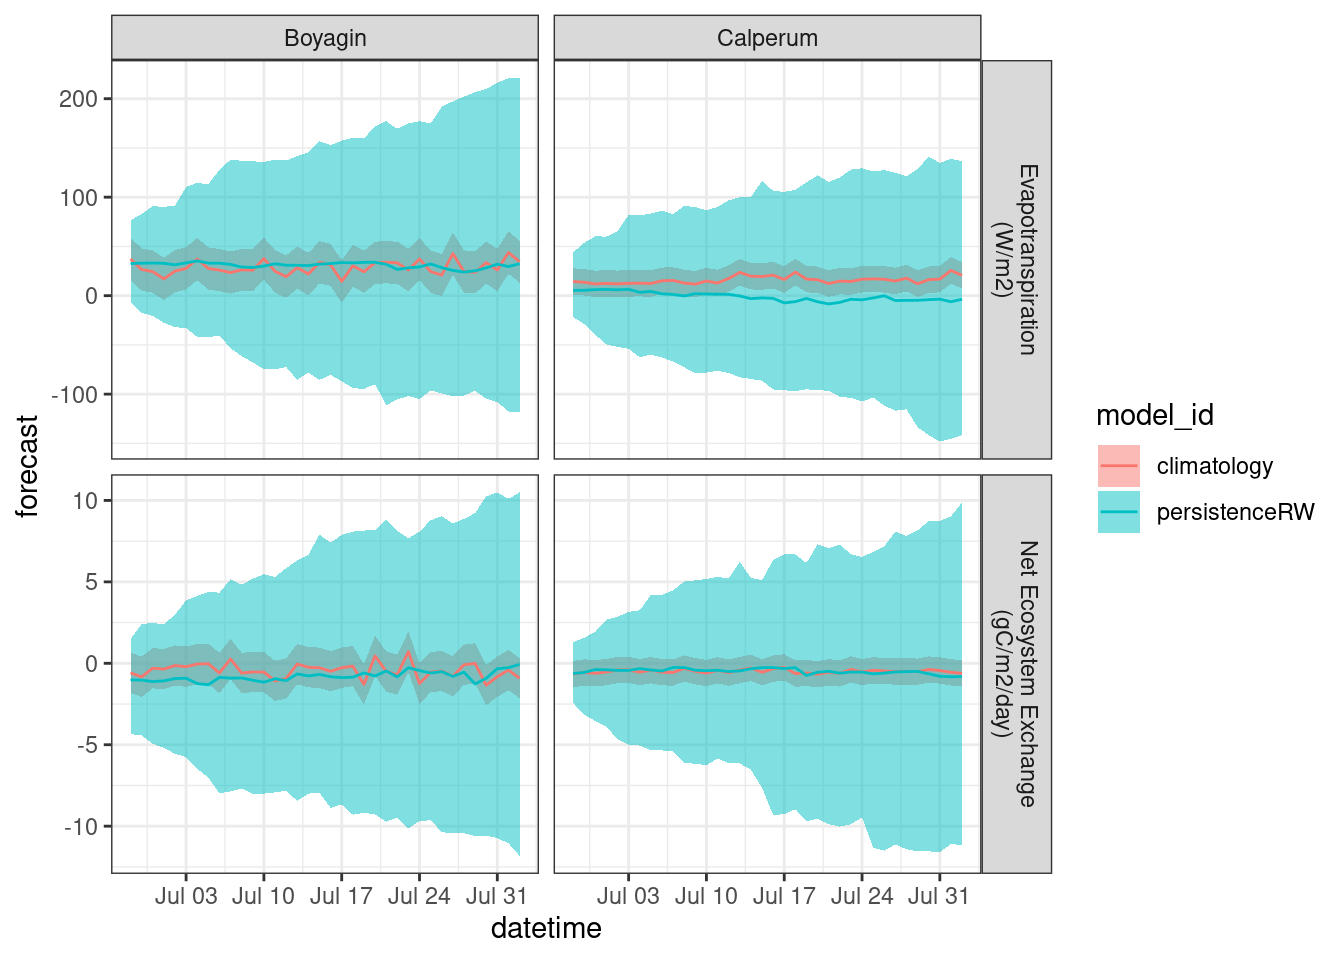 Boyagin
Calperum
200
100
0
-100
Evapotranspiration
(W/m2)
10
5
0
-5
-10
Net Ecosystem Exchange
(gC/m2/day)
Jul 03
Jul 10
Jul 17
Jul 24
Jul 31
Jul 03
Jul 10
Jul 17
Jul 24
Jul 31
datetime
forecast
model_id
climatology
persistenceRW